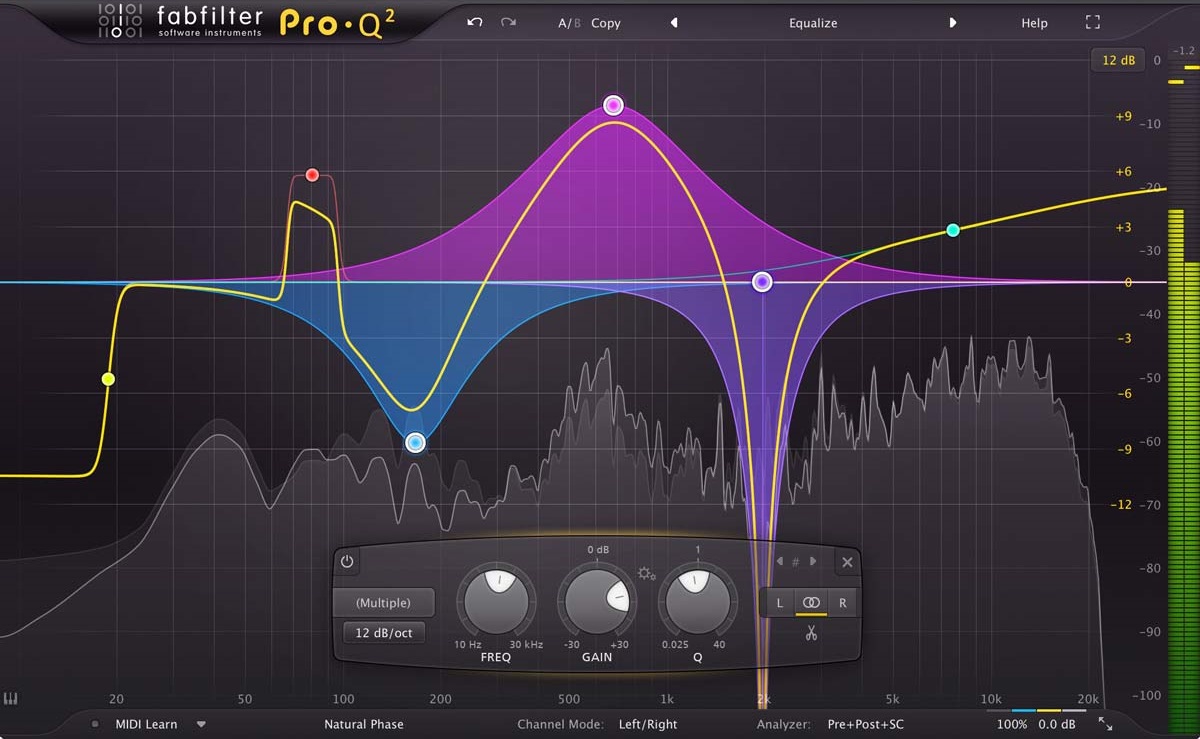 fabfilter
software instruments
Pro·Q²
A/B Copy
Equalize
Help
12 dB
0
-1.2
+9
-10
+6
-20
+3
-30
0
-40
-3
-50
-6
-60
-9
-12
-70
-80
-90
-100
0 dB
1
#
(Multiple)
12 dB/oct
L
R
10 Hz 30 kHz
FREQ
-30 +30
GAIN
0.025 40
Q
20 50 100 200 500 1k 2k 5k 10k 20k
MIDI Learn
Natural Phase
Channel Mode: Left/Right
Analyzer: Pre+Post+SC
100% 0.0 dB